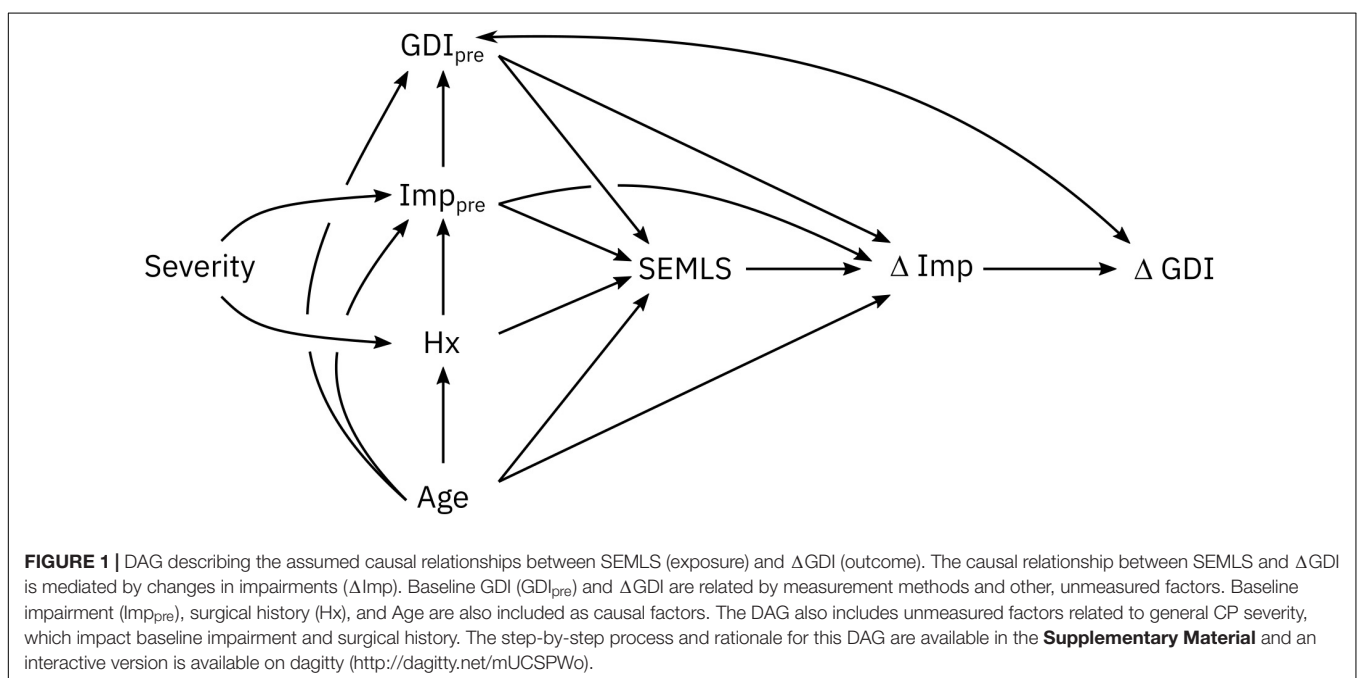 GDIpre
Imppre
Severity
SEMLS
Δ Imp
Δ GDI
Hx
Age
FIGURE 1 | DAG describing the assumed causal relationships between SEMLS (exposure) and ΔGDI (outcome). The causal relationship between SEMLS and ΔGDI
is mediated by changes in impairments (ΔImp). Baseline GDI (GDIpre) and ΔGDI are related by measurement methods and other, unmeasured factors. Baseline
impairment (Imppre), surgical history (Hx), and Age are also included as causal factors. The DAG also includes unmeasured factors related to general CP severity,
which impact baseline impairment and surgical history. The step-by-step process and rationale for this DAG are available in the Supplementary Material and an
interactive version is available on dagitty (http://dagitty.net/mUCSPWo).